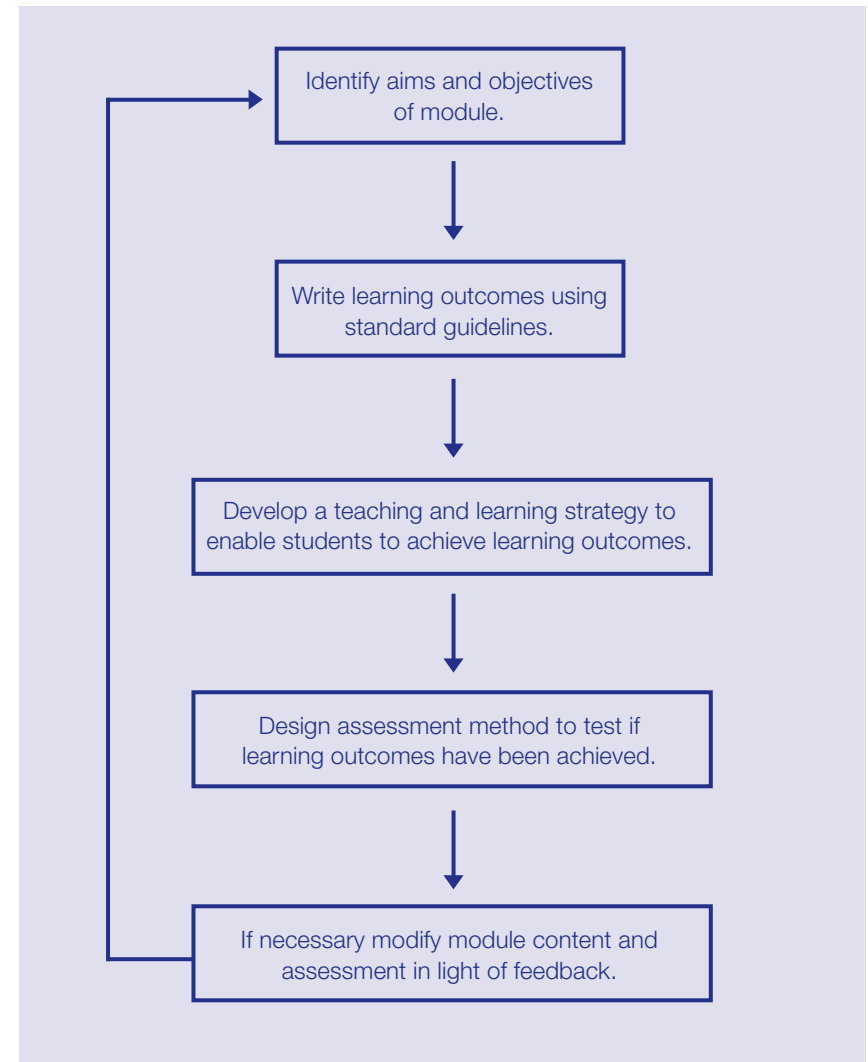 Identify aims and objectives
of module.
Write learning outcomes using
standard guidelines.
Develop a teaching and learning strategy to
enable students to achieve learning outcomes.
Design assessment method to test if
learning outcomes have been achieved.
If necessary modify module content and
assessment in light of feedback.